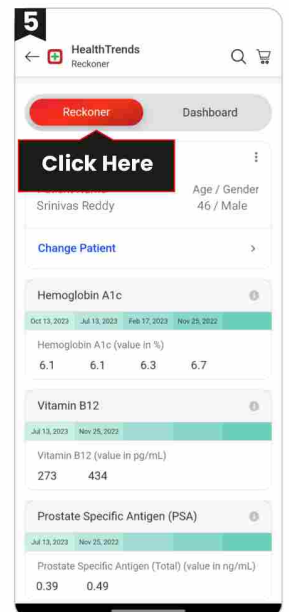 5
HealthTrends
Reckoner
Reckoner Dashboard
Click Here
Age / Gender
Srinivas Reddy 46 / Male
Change Patient
Hemoglobin A1c
Oct 13, 2023 Jul 13, 2023 Feb 17, 2023 Nov 25, 2022
Hemoglobin A1c (value in %)
6.1 6.1 6.3 6.7
Vitamin B12
Jul 13, 2023 Nov 25, 2022
Vitamin B12 (value in pg/mL)
273 434
Prostate Specific Antigen (PSA)
Jul 13, 2023 Nov 25, 2022
Prostate Specific Antigen (Total) (value in ng/mL)
0.39 0.49